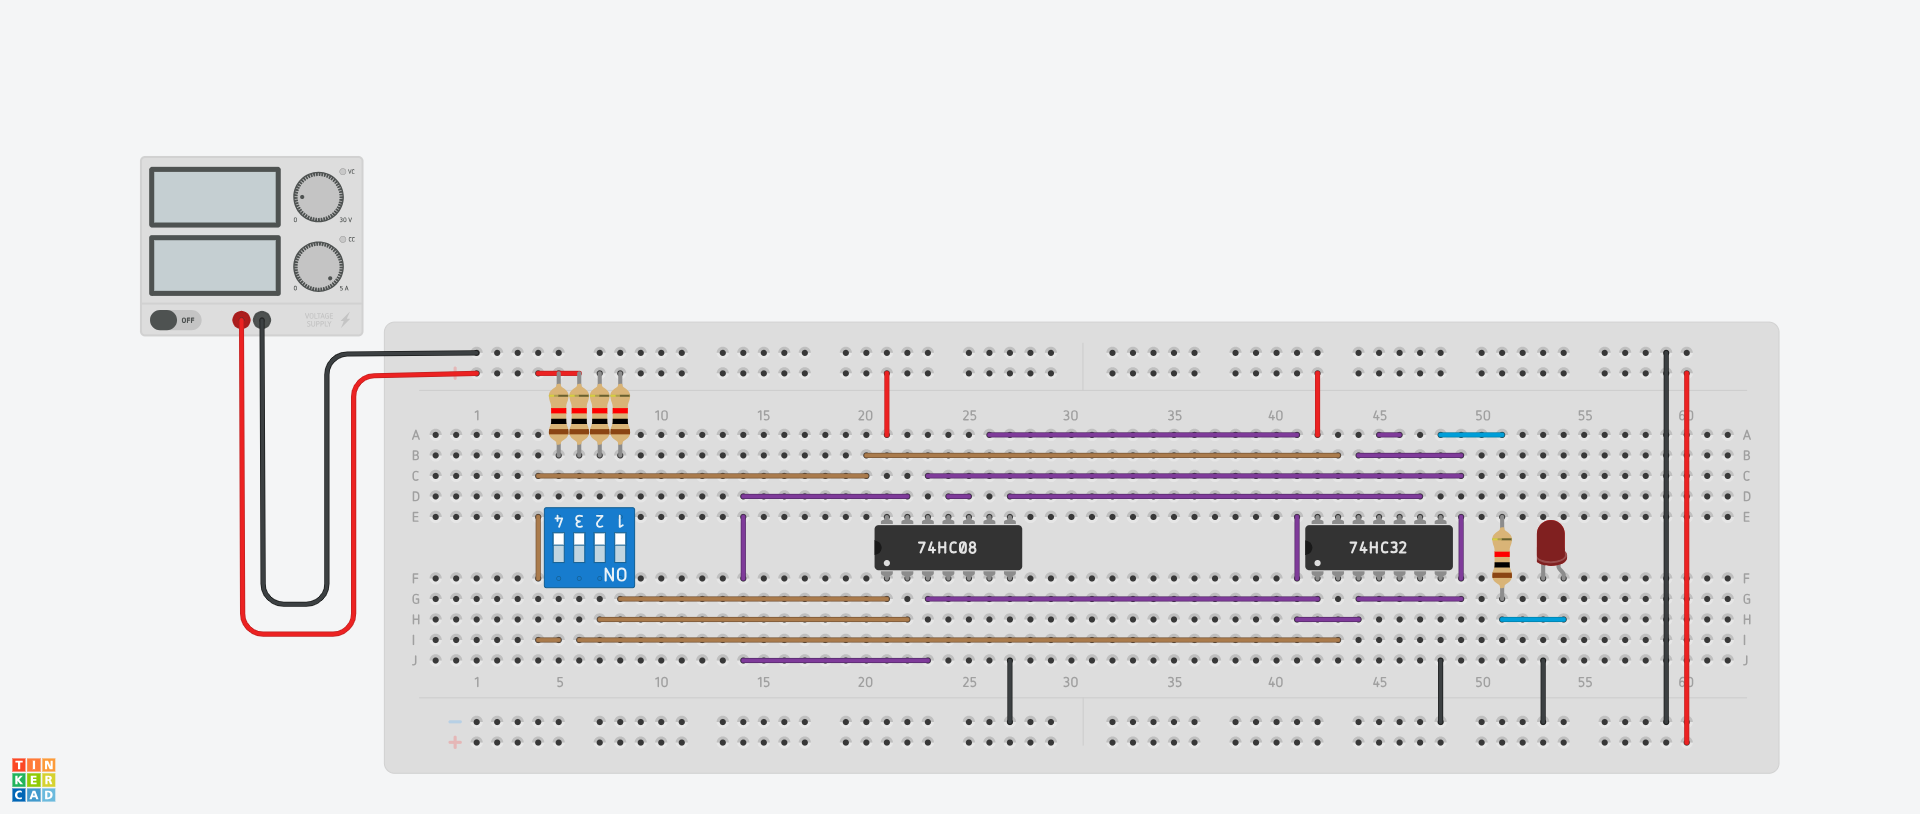 VC
0 30 V
CC
0 5 A
OFF VOLTAGE SUPPLY
+
1 10 15 20 25 30 35 40 45 50 55 60
A A
B B
C C
D D
E E
4 3 2 1
74HC08 74HC32
ON
F F
G G
H H
I I
J J
1 5 10 15 20 25 30 35 40 45 50 55 60
−
+
TIN
KER
CAD